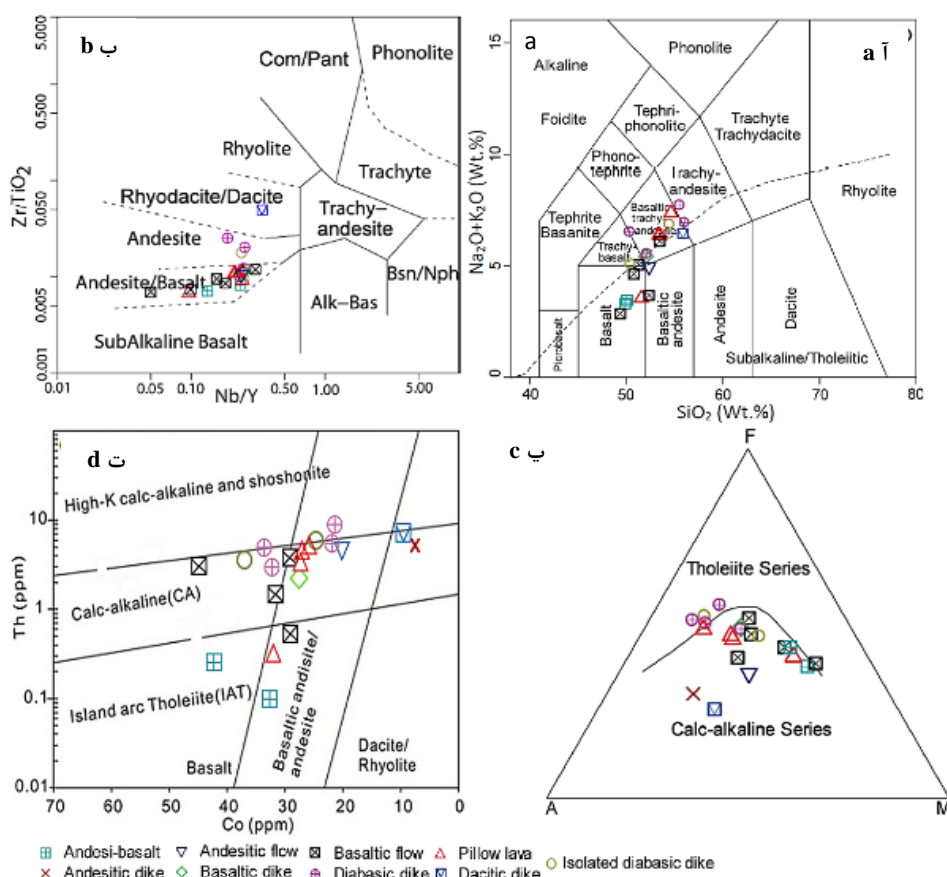 b ب
5.000
0.500
0.050
0.005
0.001
Zr/TiO2
Com/Pant
Phonolite
Rhyolite
Rhyodacite/Dacite
Trachyte
Andesite
Trachy–
andesite
Andesite/Basalt
Bsn/Nph
Alk–Bas
SubAlkaline Basalt
0.01 0.05 0.10 0.50 1.00 5.00
Nb/Y
a
a آ
15
10
5
0
Na2O+K2O (Wt.%)
Alkaline
Phonolite
Foidite
Tephri-
phonolite
Trachyte
Trachydacite
Phono-
tephrite
Trachy-
andesite
Rhyolite
Tephrite
Basanite
Basaltic
trachy
andesite
Trachy-
basalt
Picrobasalt
Basalt
Basaltic
andesite
Andesite
Dacite
Subalkaline/Tholeiitic
50 60 70 80
SiO2 (Wt.%)
d ت
10
1
0.1
0.01
Th (ppm)
High-K calc-alkaline and shoshonite
Calc-alkaline(CA)
Island arc Tholeiite(IAT)
Basalt
Basaltic andisite/
andesite
Dacite/
Rhyolite
70 60 50 40 30 20 10 0
Co (ppm)
c پ
F
Tholeiite Series
Calc-alkaline Series
A
M
Andesi-basalt
Andesitic flow
Basaltic flow
Pillow lava
Isolated diabasic dike
Andesitic dike
Basaltic dike
Diabasic dike
Dacitic dike